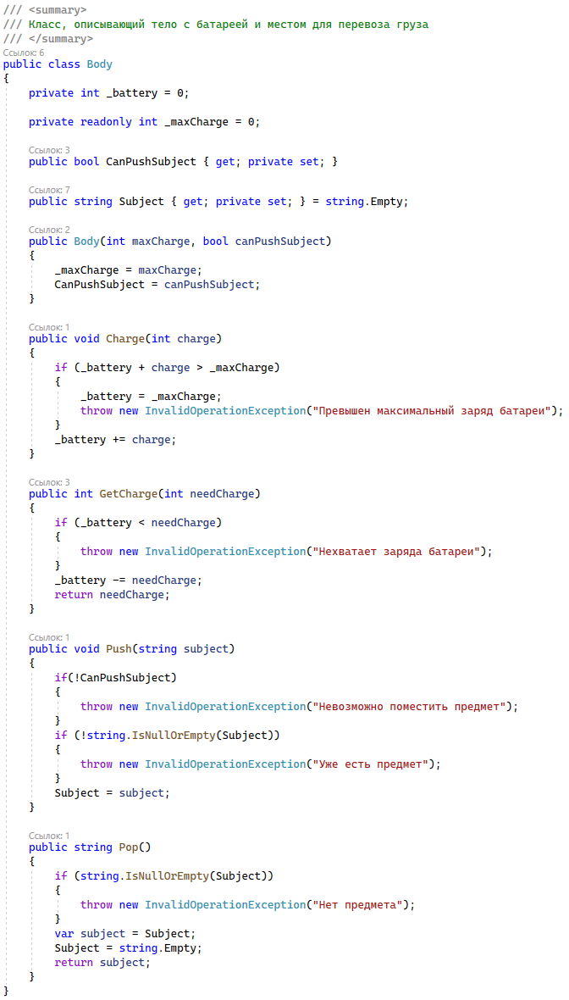 /// <summary>
/// Класс, описывающий тело с батареей и местом для перевоза груза
/// </summary>
Ссылок: 6
public class Body
{
    private int _battery = 0;

    private readonly int _maxCharge = 0;

    Ссылок: 3
    public bool CanPushSubject { get; private set; }

    Ссылок: 7
    public string Subject { get; private set; } = string.Empty;

    Ссылок: 2
    public Body(int maxCharge, bool canPushSubject)
    {
        _maxCharge = maxCharge;
        CanPushSubject = canPushSubject;
    }

    Ссылок: 1
    public void Charge(int charge)
    {
        if (_battery + charge > _maxCharge)
        {
            _battery = _maxCharge;
            throw new InvalidOperationException("Превышен максимальный заряд батареи");
        }
        _battery += charge;
    }

    Ссылок: 3
    public int GetCharge(int needCharge)
    {
        if (_battery < needCharge)
        {
            throw new InvalidOperationException("Нехватает заряда батареи");
        }
        _battery -= needCharge;
        return needCharge;
    }

    Ссылок: 1
    public void Push(string subject)
    {
        if(!CanPushSubject)
        {
            throw new InvalidOperationException("Невозможно поместить предмет");
        }
        if (!string.IsNullOrEmpty(Subject))
        {
            throw new InvalidOperationException("Уже есть предмет");
        }
        Subject = subject;
    }

    Ссылок: 1
    public string Pop()
    {
        if (string.IsNullOrEmpty(Subject))
        {
            throw new InvalidOperationException("Нет предмета");
        }
        var subject = Subject;
        Subject = string.Empty;
        return subject;
    }
}